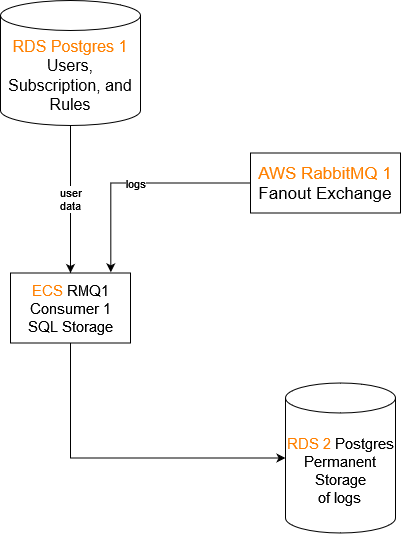 RDS Postgres 1
Users,
Subscription, and
Rules
user
data
logs
AWS RabbitMQ 1
Fanout Exchange
ECS RMQ1
Consumer 1
SQL Storage
RDS 2 Postgres
Permanent
Storage
of logs